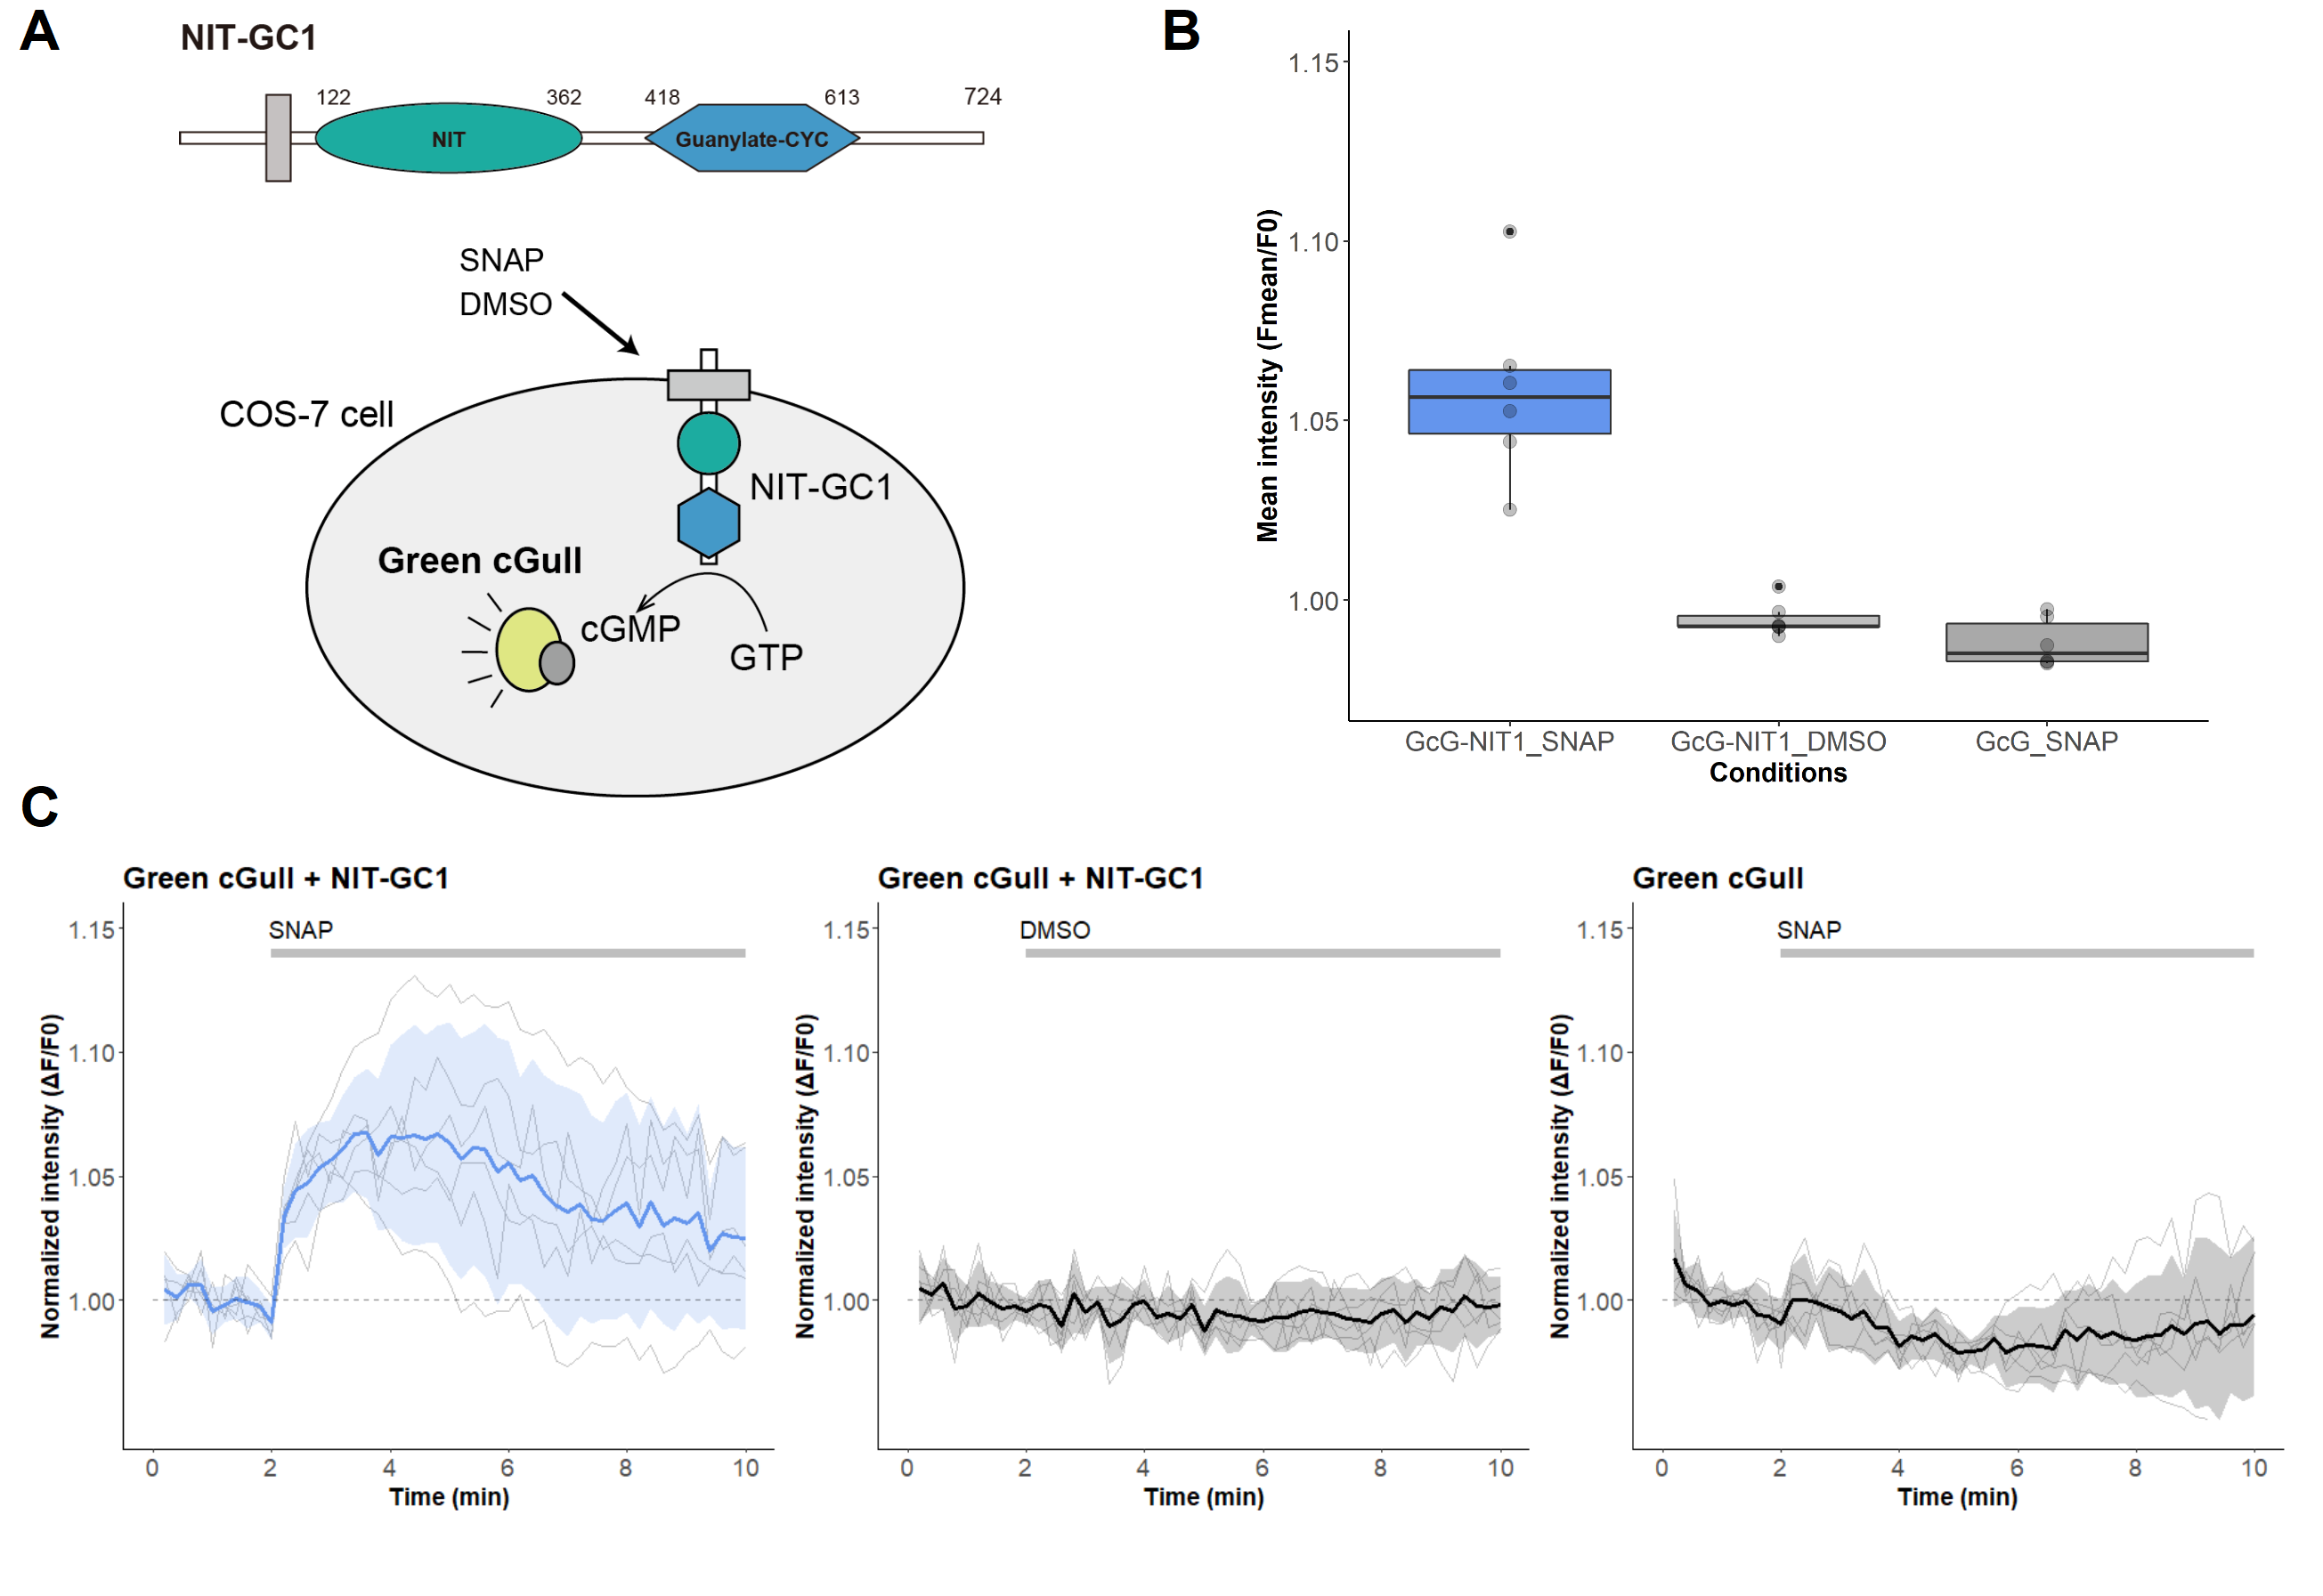 A
NIT-GC1
122 362 418 613 724
NIT
Guanylate-CYC
SNAP
DMSO
COS-7 cell
NIT-GC1
Green cGull
cGMP
GTP
B
Mean intensity (Fmean/F0)
1.15
1.10
1.05
1.00
GcG-NIT1_SNAP GcG-NIT1_DMSO GcG_SNAP
Conditions
C
Green cGull + NIT-GC1
SNAP
Normalized intensity (ΔF/F0)
1.15
1.10
1.05
1.00
0 2 4 6 8 10
Time (min)
Green cGull + NIT-GC1
DMSO
Normalized intensity (ΔF/F0)
1.15
1.10
1.05
1.00
0 2 4 6 8 10
Time (min)
Green cGull
SNAP
Normalized intensity (ΔF/F0)
1.15
1.10
1.05
1.00
0 2 4 6 8 10
Time (min)